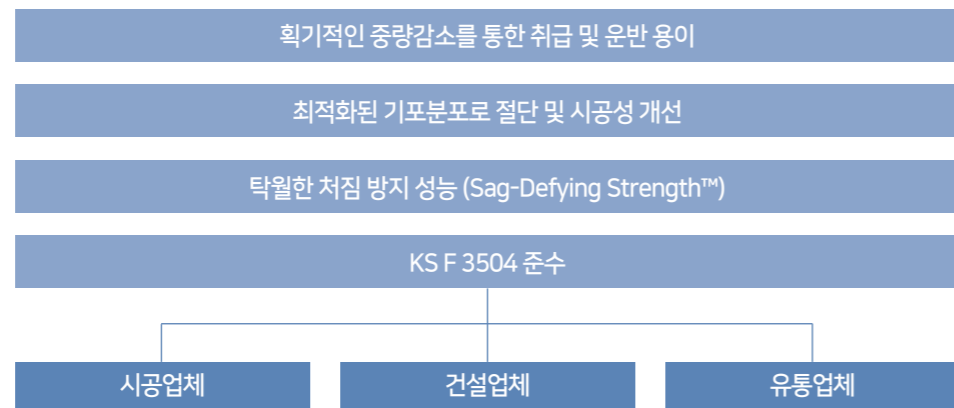 획기적인 중량감소를 통한 취급 및 운반 용이
최적화된 기포분포로 절단 및 시공성 개선
탁월한 처짐 방지 성능 (Sag-Defying Strength™)
KS F 3504 준수
시공업체
건설업체
유통업체